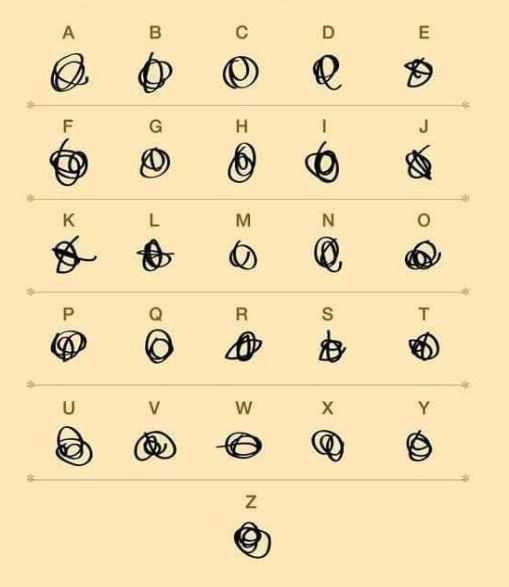 A B C D E
F G H I J
K L M N O
P Q R S T
U V W X Y
Z